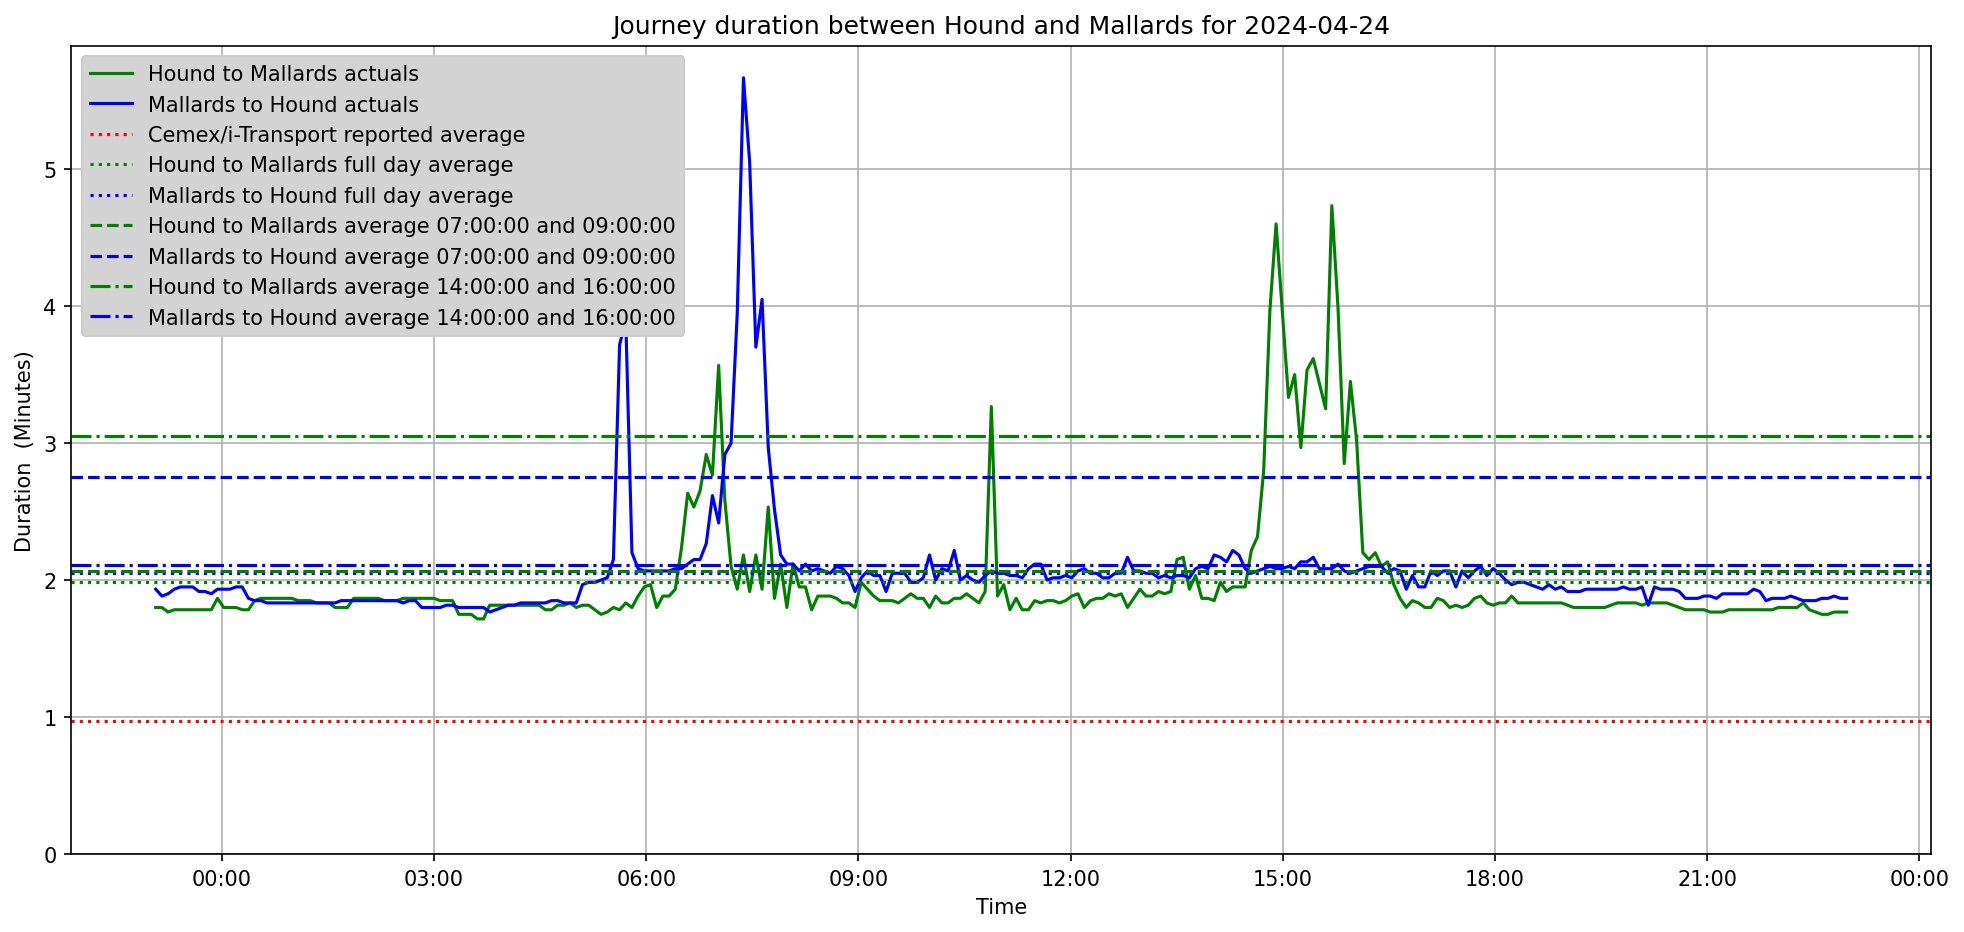 Journey duration between Hound and Mallards for 2024-04-24
Hound to Mallards actuals
Mallards to Hound actuals
Cemex/i-Transport reported average
Hound to Mallards full day average
Mallards to Hound full day average
Hound to Mallards average 07:00:00 and 09:00:00
Mallards to Hound average 07:00:00 and 09:00:00
Hound to Mallards average 14:00:00 and 16:00:00
Mallards to Hound average 14:00:00 and 16:00:00
Duration (Minutes)
5
4
3
2
1
0
00:00 03:00 06:00 09:00 12:00 15:00 18:00 21:00 00:00
Time